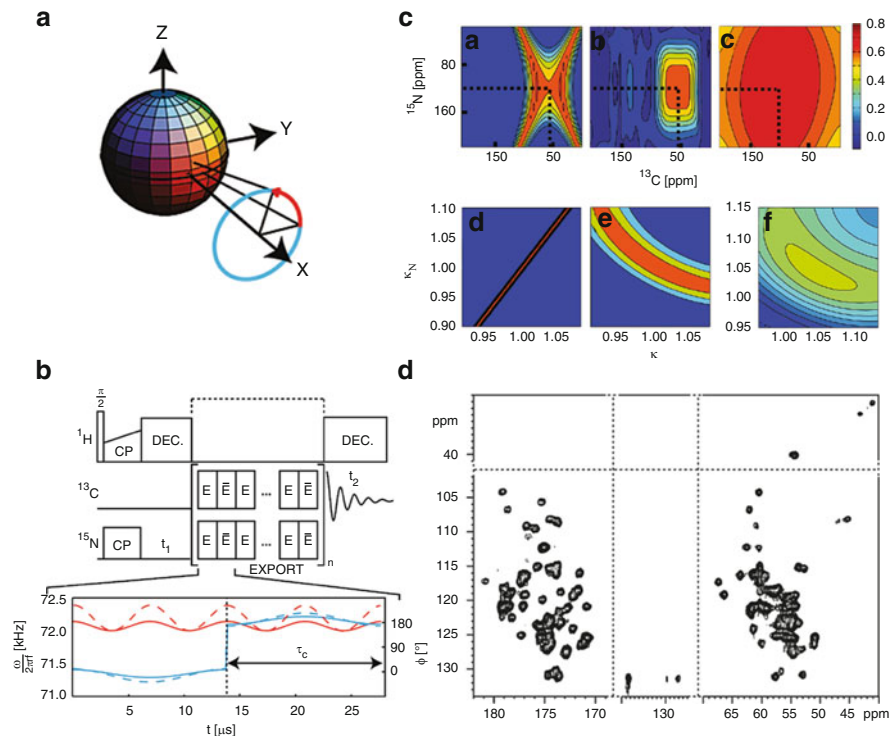 a
Z
Y
X
c
a
b
c
80
160
¹⁵N [ppm]
150
50
150
50
150
50
¹³C [ppm]
0.8
0.6
0.4
0.2
0.0
d
e
f
1.10
1.05
1.00
0.95
0.90
κN
0.95
1.00
1.05
0.95
1.00
1.05
κ
1.15
1.10
1.05
1.00
0.95
1.00
1.10
b
π/2
¹H
CP
DEC.
DEC.
¹³C
E Ē E ... E Ē
t₂
¹⁵N
CP
t₁
E Ē E ... E Ē
n
EXPORT
72.5
72.0
71.5
71.0
ω/2πrf [kHz]
180
90
0
ϕ [°]
τc
0 5 10 15 20 25
t [μs]
d
ppm
40
105
110
115
120
125
130
180 175 170
130
65 60 55 50 45 ppm